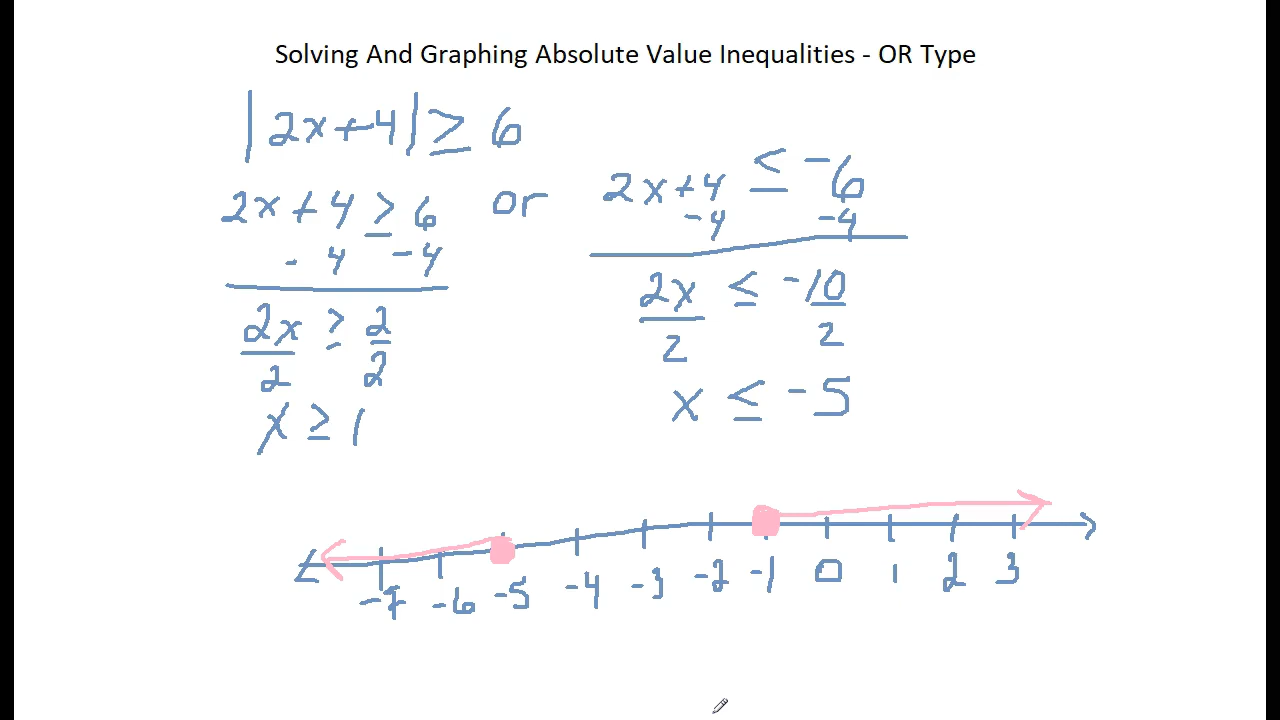 Solving And Graphing Absolute Value Inequalities - OR Type
|2x+4| ≥ 6
2x + 4 ≥ 6 or 2x+4 ≤ -6
- 4 -4 -4 -4
2x/2 ≥ 2/2 2x/2 ≤ -10/2
x ≥ 1 x ≤ -5
-7 -6 -5 -4 -3 -2 -1 0 1 2 3